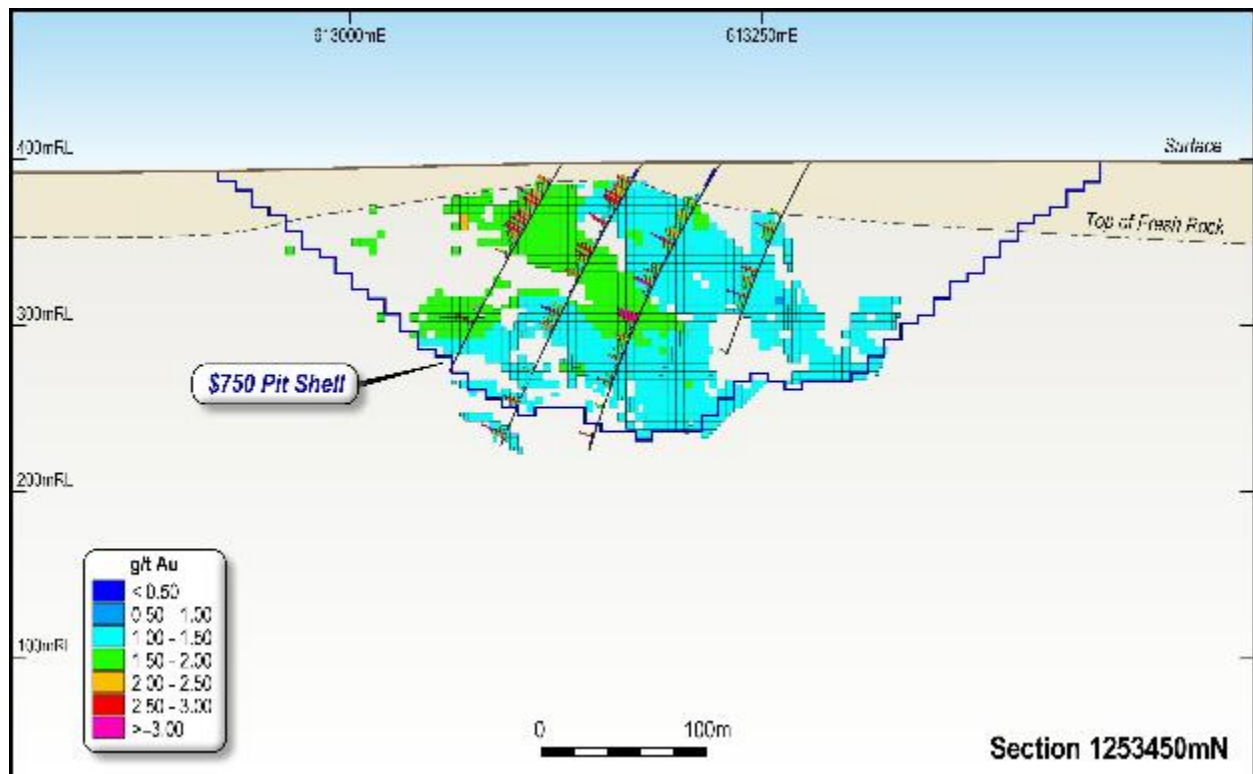 613000mE
613250mE
400mRL
Surface
Top of Fresh Rock
300mRL
$750 Pit Shell
200mRL
g/t Au
< 0.50
0.50 - 1.00
1.00 - 1.50
1.50 - 2.00
2.00 - 2.50
2.50 - 3.00
>=3.00
100mRL
0 100m
Section 1253450mN